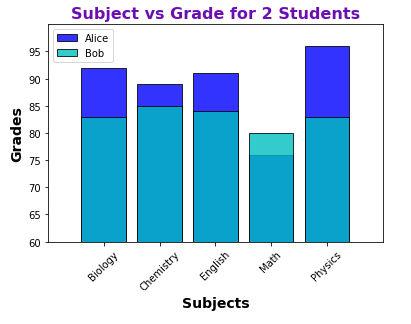 Subject vs Grade for 2 Students
Alice
Bob
95
90
85
80
75
70
65
60
Grades
Biology
Chemistry
English
Math
Physics
Subjects